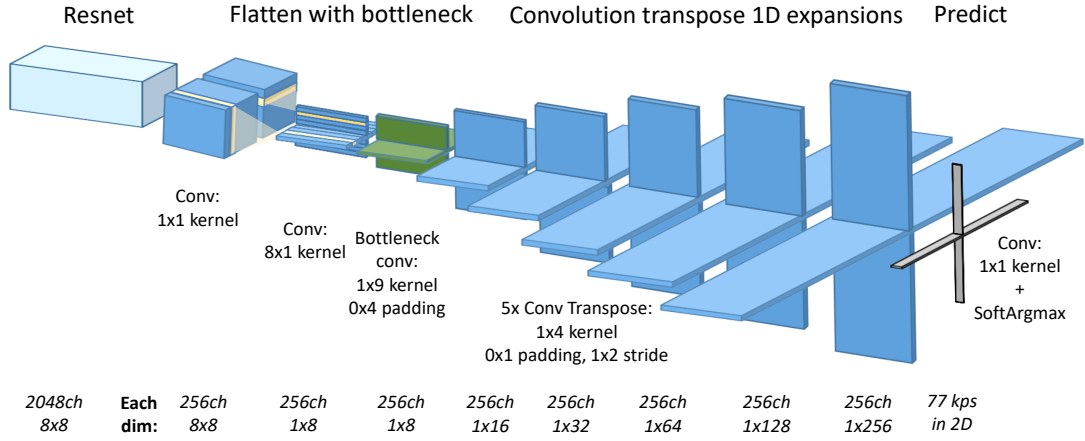 Resnet
Flatten with bottleneck
Convolution transpose 1D expansions
Predict
Conv:
1x1 kernel
Conv:
8x1 kernel
Bottleneck
conv:
1x9 kernel
0x4 padding
5x Conv Transpose:
1x4 kernel
0x1 padding, 1x2 stride
Conv:
1x1 kernel
+
SoftArgmax
2048ch Each 256ch 256ch 256ch 256ch 256ch 256ch 256ch 256ch 77 kps
8x8 dim: 8x8 1x8 1x8 1x16 1x32 1x64 1x128 1x256 in 2D